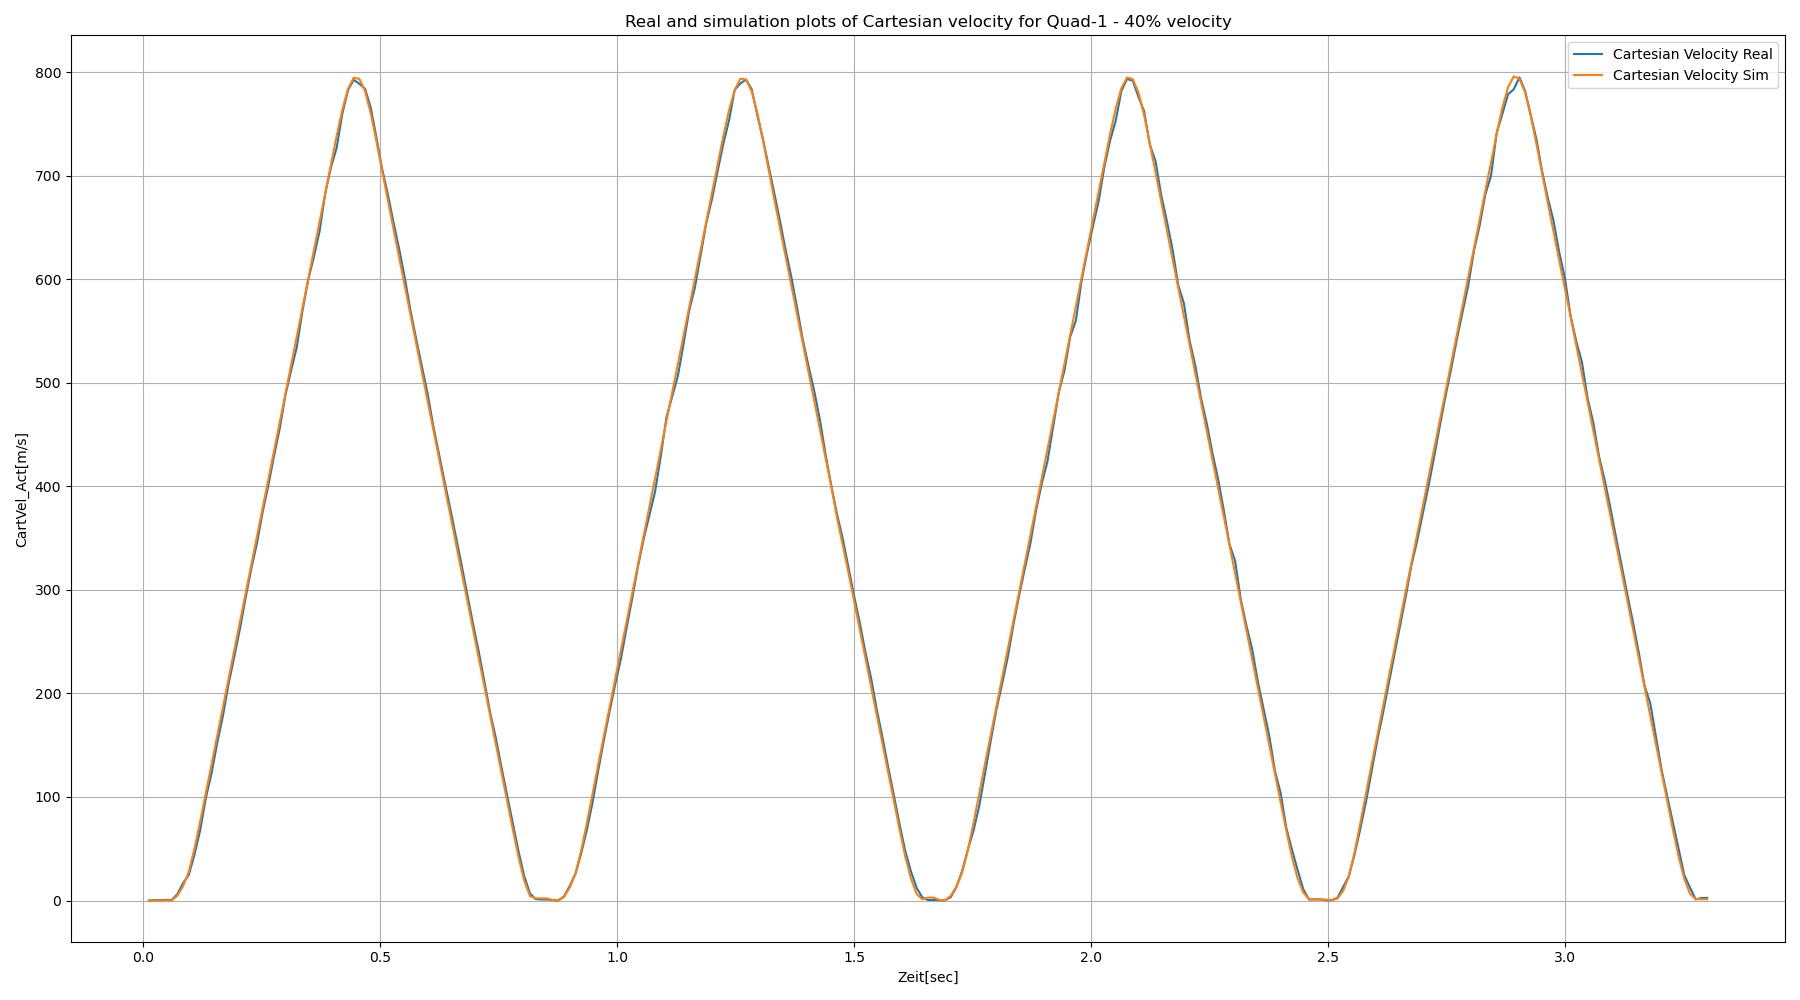 Real and simulation plots of Cartesian velocity for Quad-1 - 40% velocity
Cartesian Velocity Real
Cartesian Velocity Sim
CartVel_Act[m/s]
800
700
600
500
400
300
200
100
0
0.0 0.5 1.0 1.5 2.0 2.5 3.0
Zeit[sec]